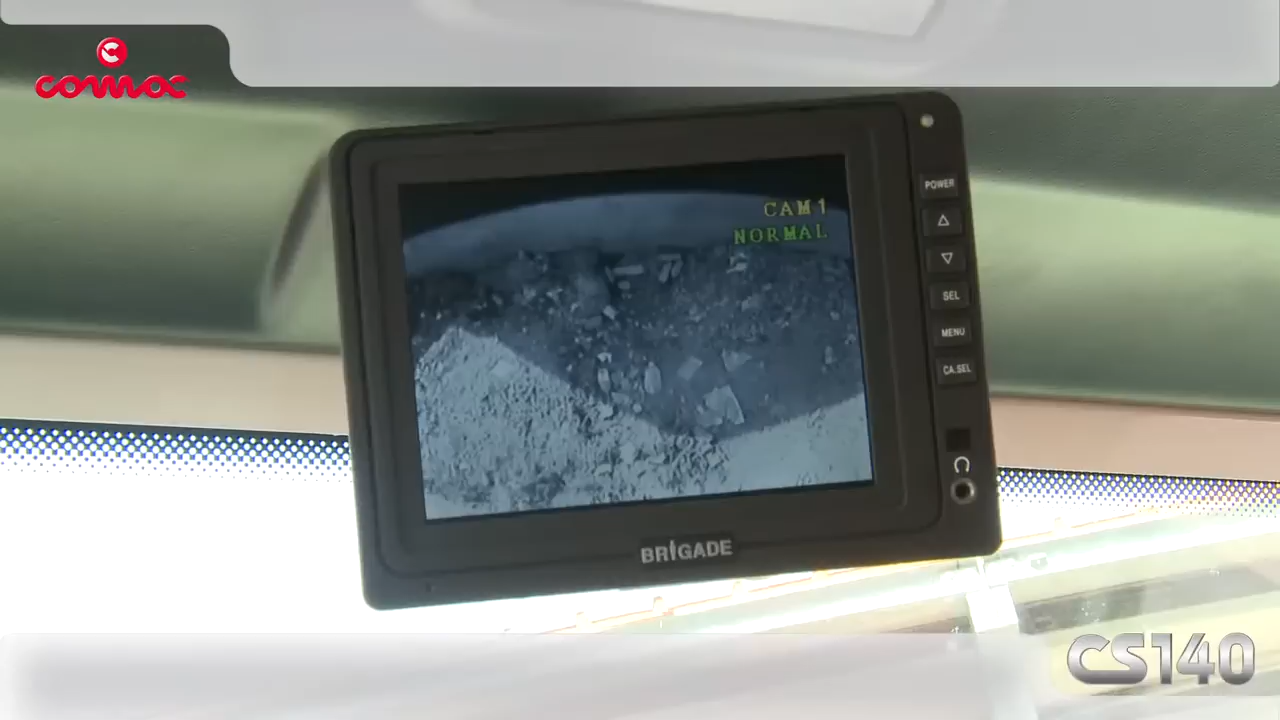 comac
CAM1
NORMAL
POWER
SEL
MENU
CA.SEL
BRIGADE
CS140